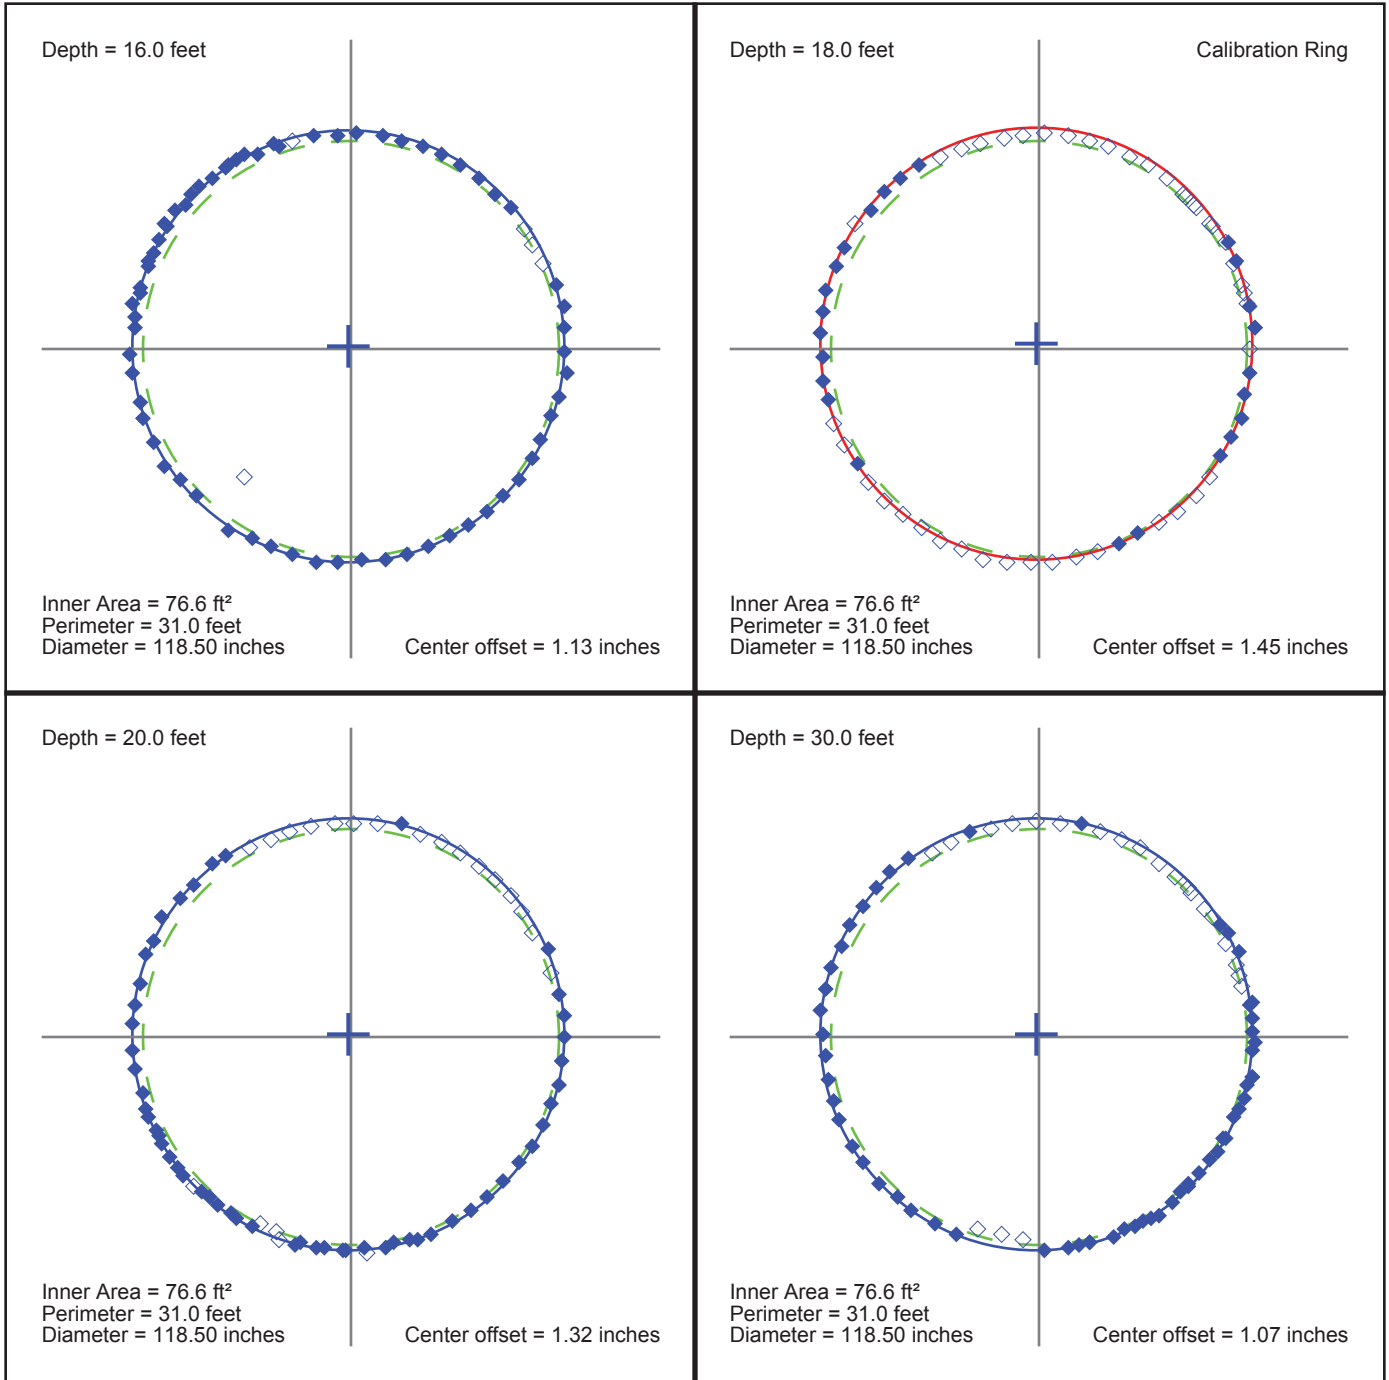 Depth = 16.0 feet
Inner Area = 76.6 ft²
Perimeter = 31.0 feet
Diameter = 118.50 inches
Center offset = 1.13 inches
Depth = 18.0 feet
Calibration Ring
Inner Area = 76.6 ft²
Perimeter = 31.0 feet
Diameter = 118.50 inches
Center offset = 1.45 inches
Depth = 20.0 feet
Inner Area = 76.6 ft²
Perimeter = 31.0 feet
Diameter = 118.50 inches
Center offset = 1.32 inches
Depth = 30.0 feet
Inner Area = 76.6 ft²
Perimeter = 31.0 feet
Diameter = 118.50 inches
Center offset = 1.07 inches